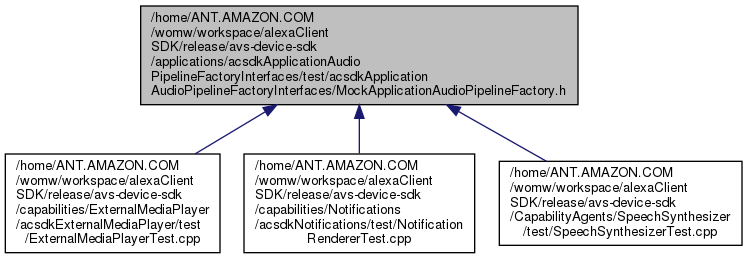 /home/ANT.AMAZON.COM
/womw/workspace/alexaClient
SDK/release/avs-device-sdk
/applications/acsdkApplicationAudio
PipelineFactoryInterfaces/test/acsdkApplication
AudioPipelineFactoryInterfaces/MockApplicationAudioPipelineFactory.h
/home/ANT.AMAZON.COM
/womw/workspace/alexaClient
SDK/release/avs-device-sdk
/capabilities/ExternalMediaPlayer
/acsdkExternalMediaPlayer/test
/ExternalMediaPlayerTest.cpp
/home/ANT.AMAZON.COM
/womw/workspace/alexaClient
SDK/release/avs-device-sdk
/capabilities/Notifications
/acsdkNotifications/test/Notification
RendererTest.cpp
/home/ANT.AMAZON.COM
/womw/workspace/alexaClient
SDK/release/avs-device-sdk
/CapabilityAgents/SpeechSynthesizer
/test/SpeechSynthesizerTest.cpp